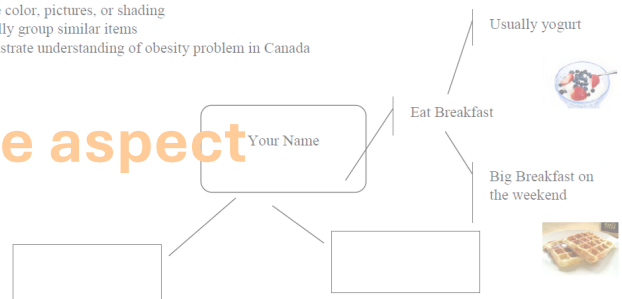 color, pictures, or shading
lly group similar items
strate understanding of obesity problem in Canada
Usually yogurt
Eat Breakfast
e aspect
Your Name
Big Breakfast on
the weekend